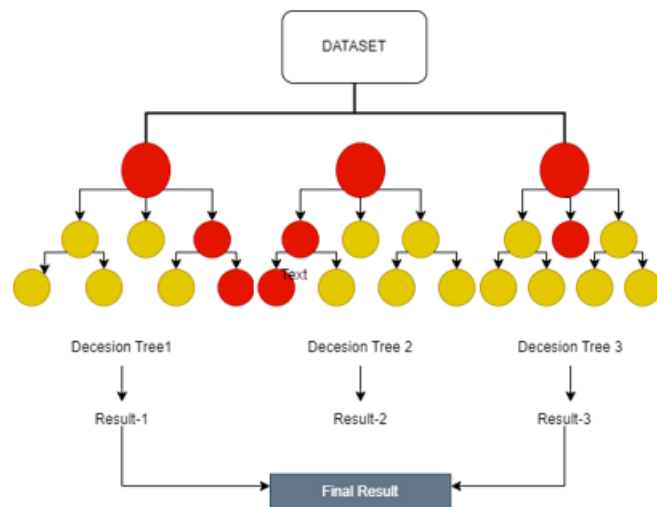 DATASET
Text
Decesion Tree1
Decesion Tree 2
Decesion Tree 3
Result-1
Result-2
Result-3
Final Result